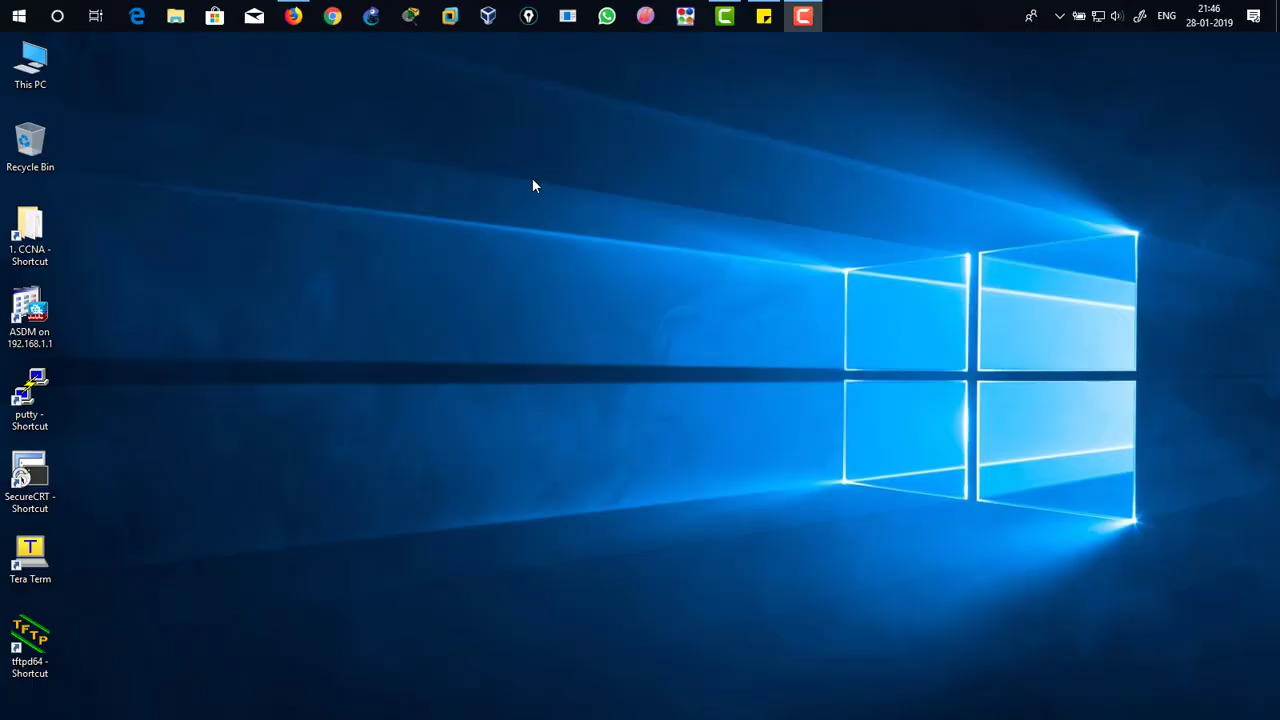 ENG
21:46
28-01-2019
This PC
Recycle Bin
1. CCNA -
Shortcut
ASDM on
192.168.1.1
putty -
Shortcut
SecureCRT -
Shortcut
T
Tera Term
TFTP
tftpd64 -
Shortcut